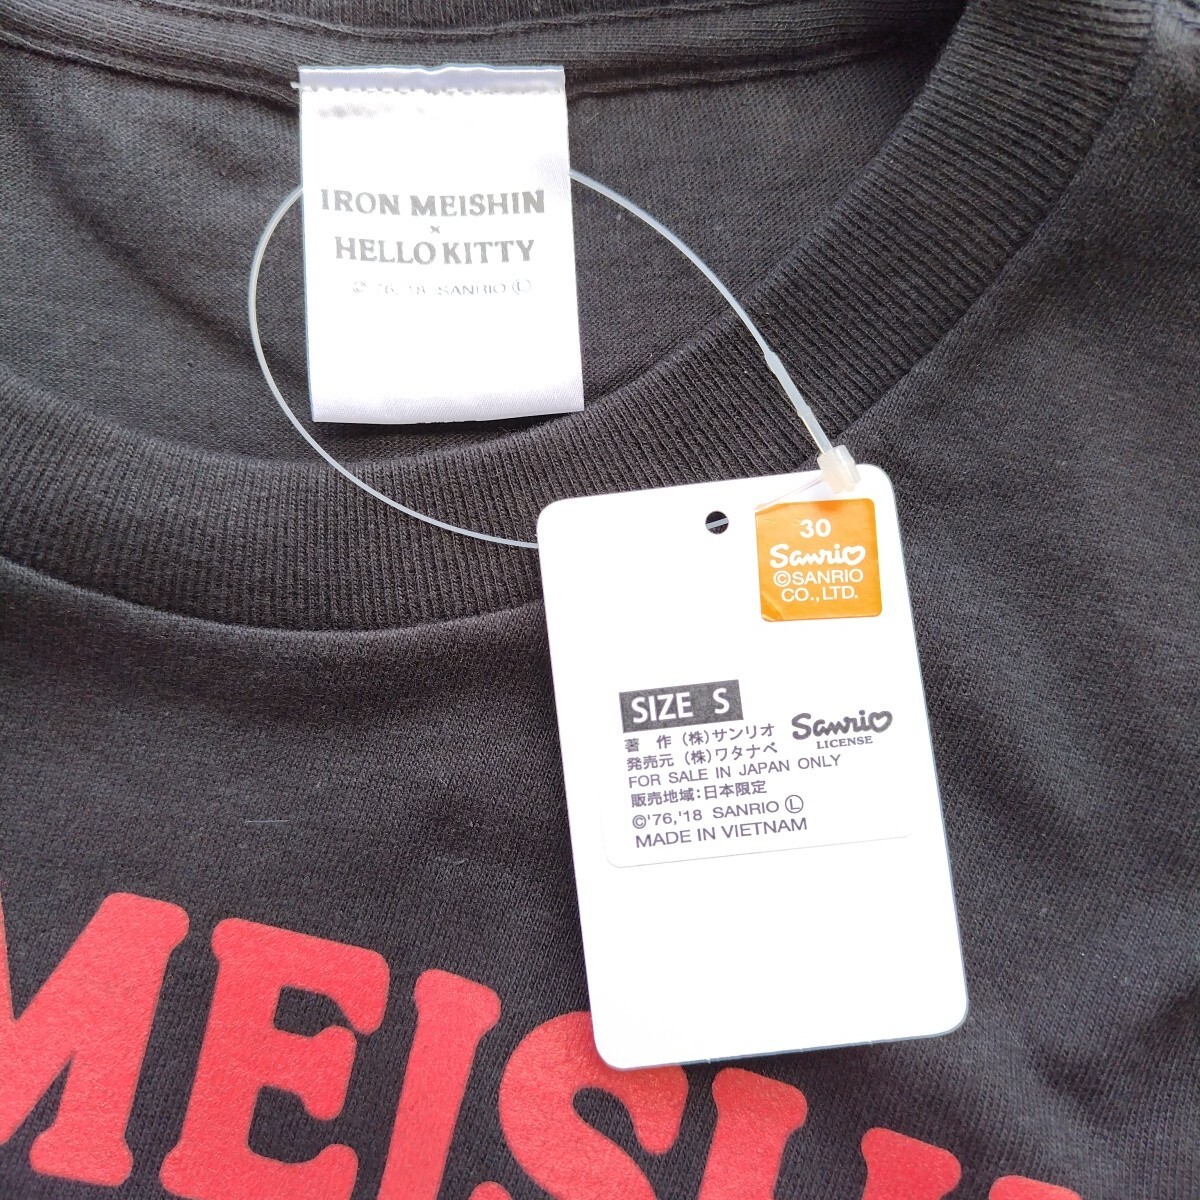 IRON MEISHIN
×
HELLO KITTY
© '76,'18 SANRIO Ⓛ
30
Sanrio
©SANRIO
CO.,LTD.
SIZE S
著 作 (株)サンリオ
発売元 (株)ワタナベ
Sanrio
LICENSE
FOR SALE IN JAPAN ONLY
販売地域:日本限定
©'76,'18 SANRIO Ⓛ
MADE IN VIETNAM
MEISH